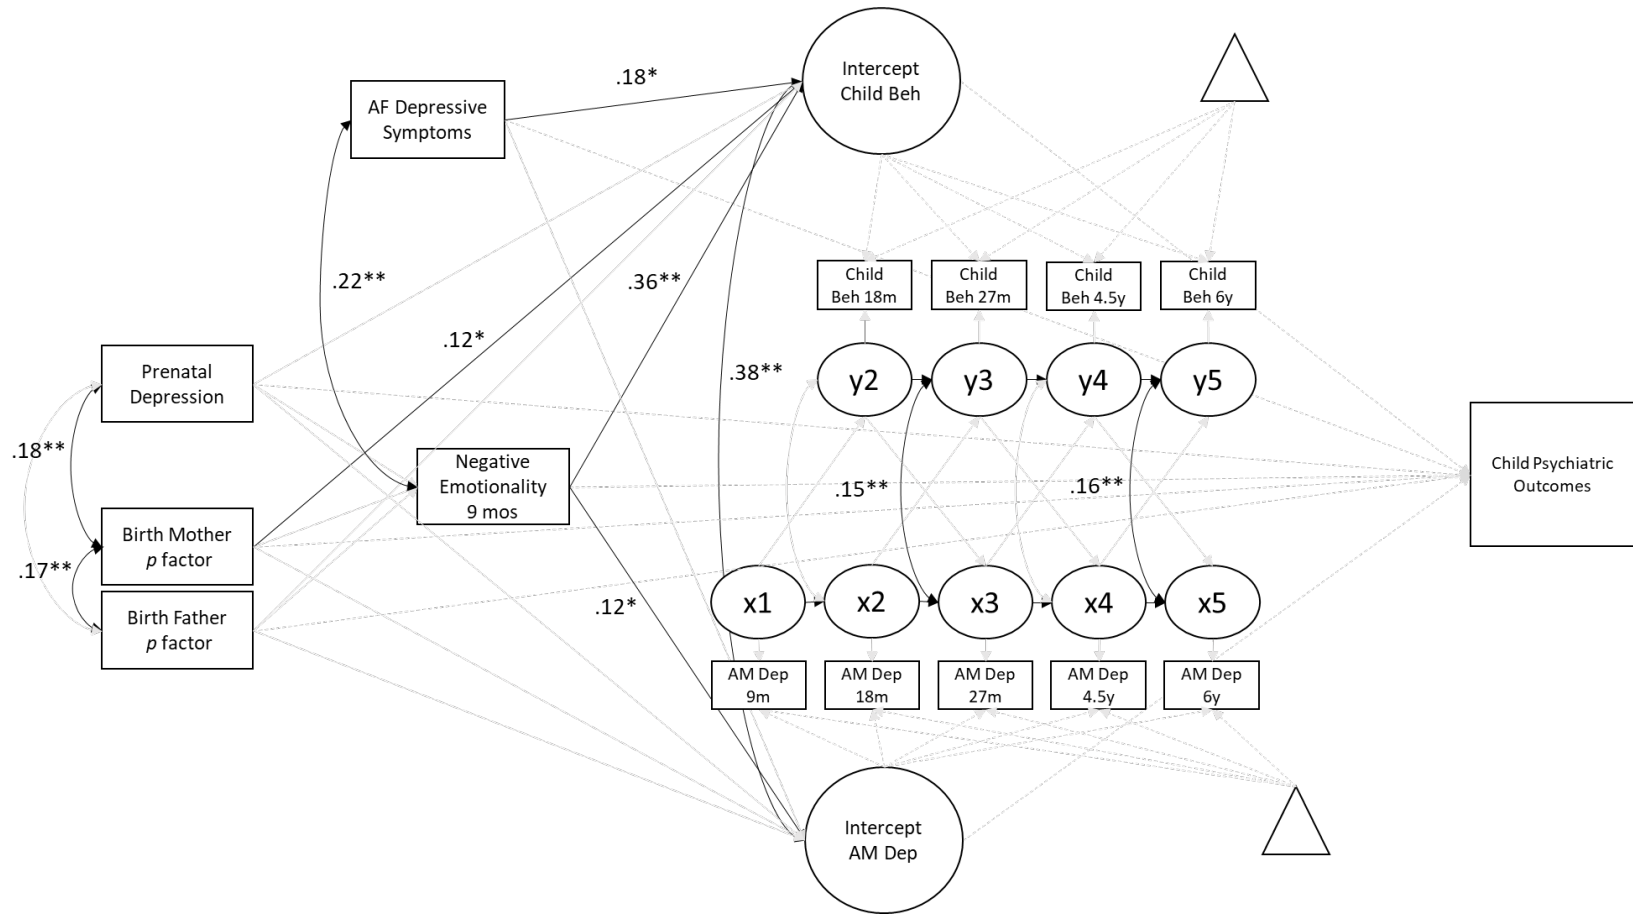 Intercept
Child Beh
.18*
AF Depressive
Symptoms
.22**
.36**
.12*
.38**
Child
Beh 18m
Child
Beh 27m
Child
Beh 4.5y
Child
Beh 6y
Prenatal
Depression
y2
y3
y4
y5
.18**
Negative
Emotionality
9 mos
.15**
.16**
Child Psychiatric
Outcomes
Birth Mother
p factor
.17**
Birth Father
p factor
.12*
x1
x2
x3
x4
x5
AM Dep
9m
AM Dep
18m
AM Dep
27m
AM Dep
4.5y
AM Dep
6y
Intercept
AM Dep